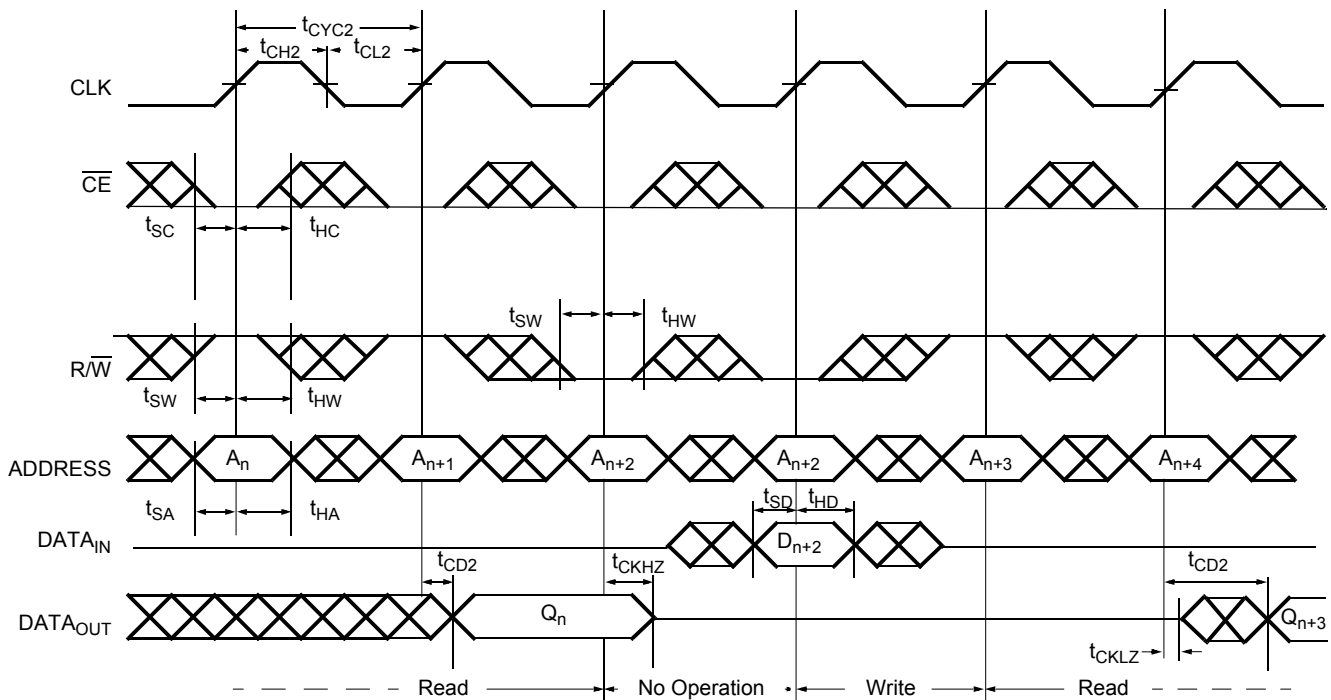 tCYC2
tCH2 tCL2
CLK
CE
tSC tHC
tSW tHW
R/W
tSW tHW
ADDRESS An An+1 An+2 An+2 An+3 An+4
tSA tHA tSD tHD
DATAIN Dn+2
tCD2 tCKHZ tCD2
DATAOUT Qn Qn+3
tCKLZ
Read No Operation Write Read